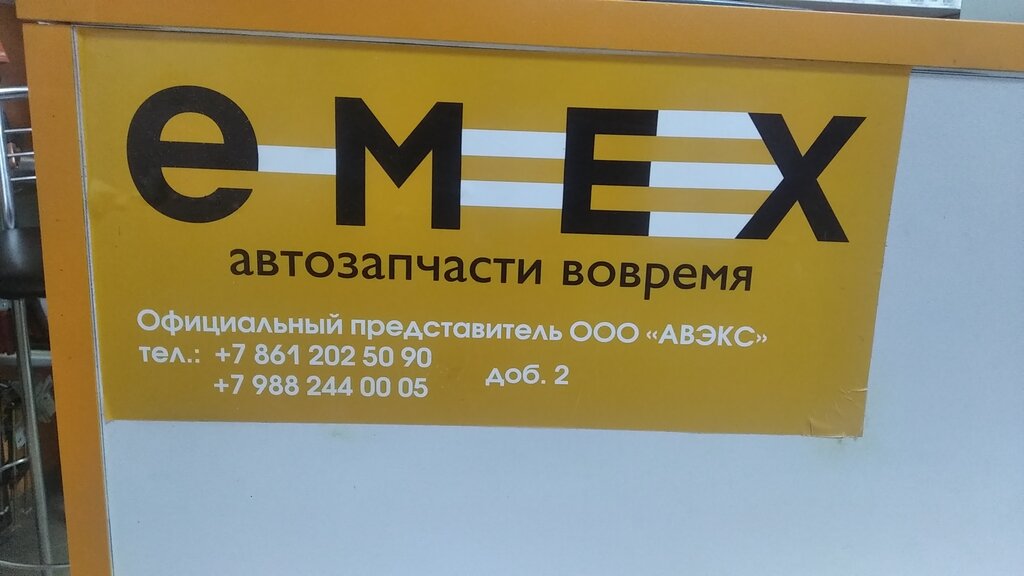 emex
автозапчасти вовремя
Официальный представитель ООО «АВЭКС»
тел.: +7 861 202 50 90
+7 988 244 00 05 доб. 2